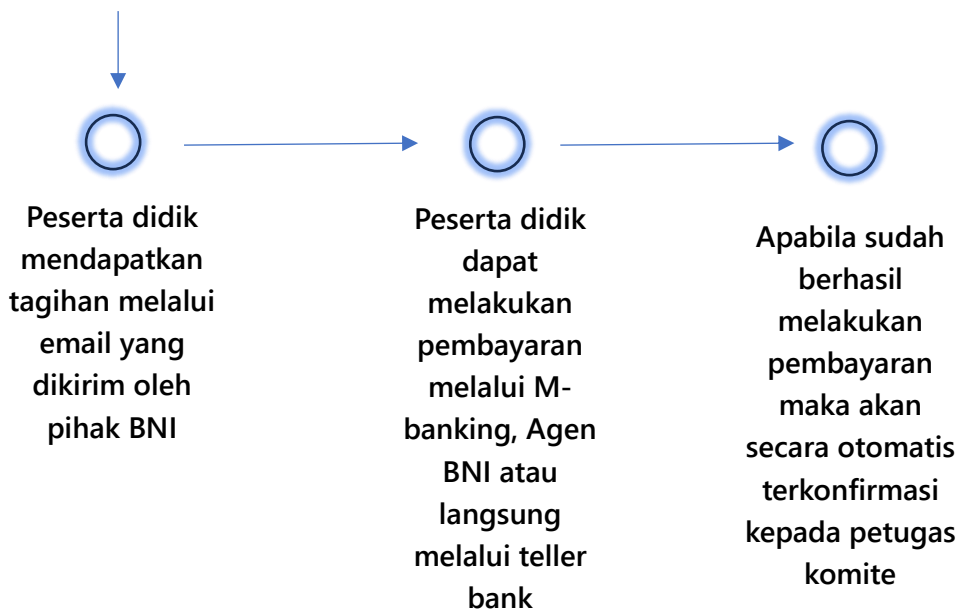 Peserta didik
mendapatkan
tagihan melalui
email yang
dikirim oleh
pihak BNI
Peserta didik
dapat
melakukan
pembayaran
melalui M-
banking, Agen
BNI atau
langsung
melalui teller
bank
Apabila sudah
berhasil
melakukan
pembayaran
maka akan
secara otomatis
terkonfirmasi
kepada petugas
komite